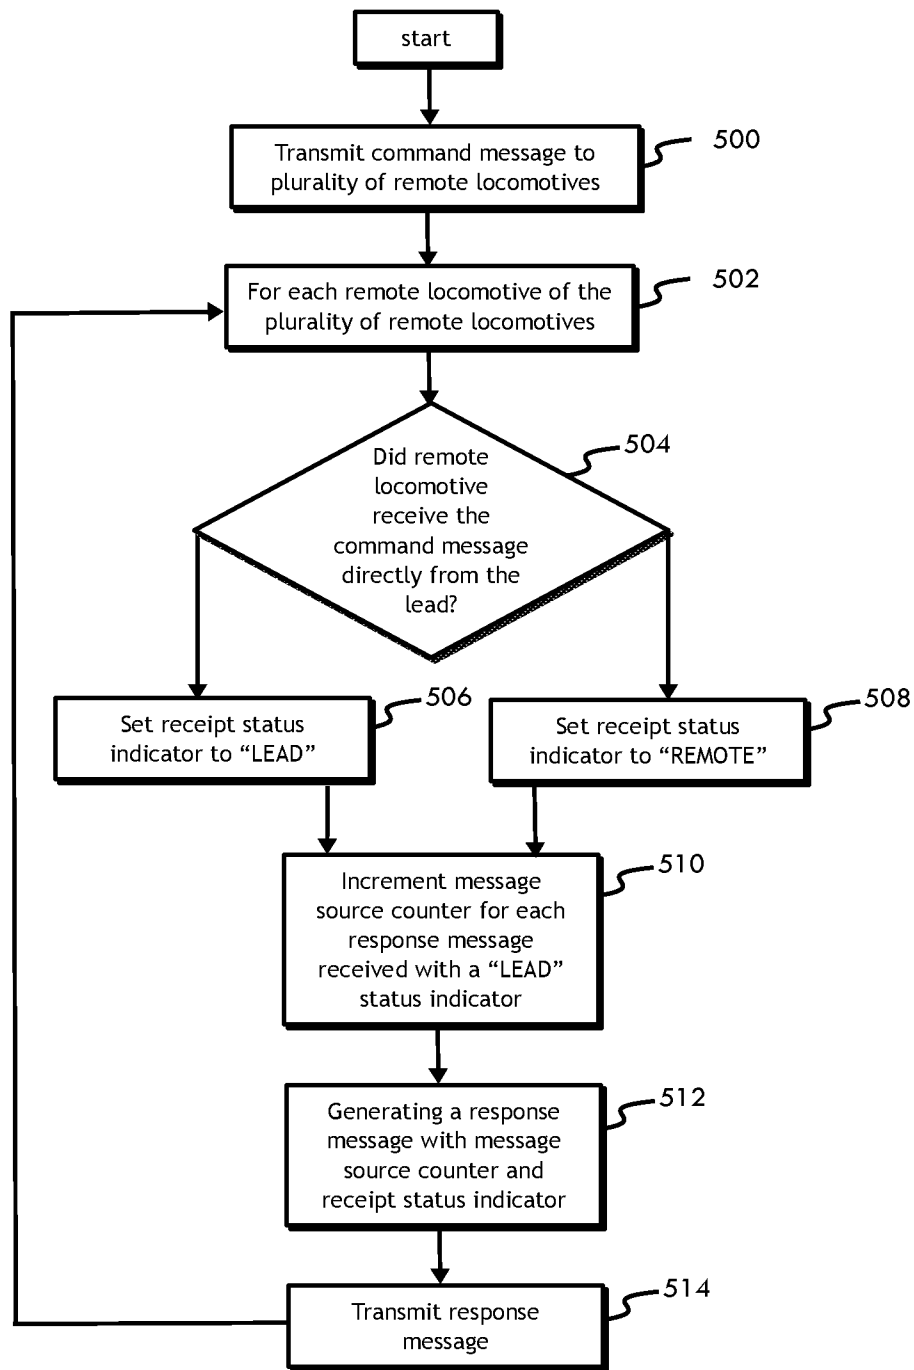 start
Transmit command message to
plurality of remote locomotives
500
For each remote locomotive of the
plurality of remote locomotives
502
Did remote
locomotive
receive the
command message
directly from the
lead?
504
Set receipt status
indicator to “LEAD”
506
Set receipt status
indicator to “REMOTE”
508
Increment message
source counter for each
response message
received with a “LEAD”
status indicator
510
Generating a response
message with message
source counter and
receipt status indicator
512
Transmit response
message
514